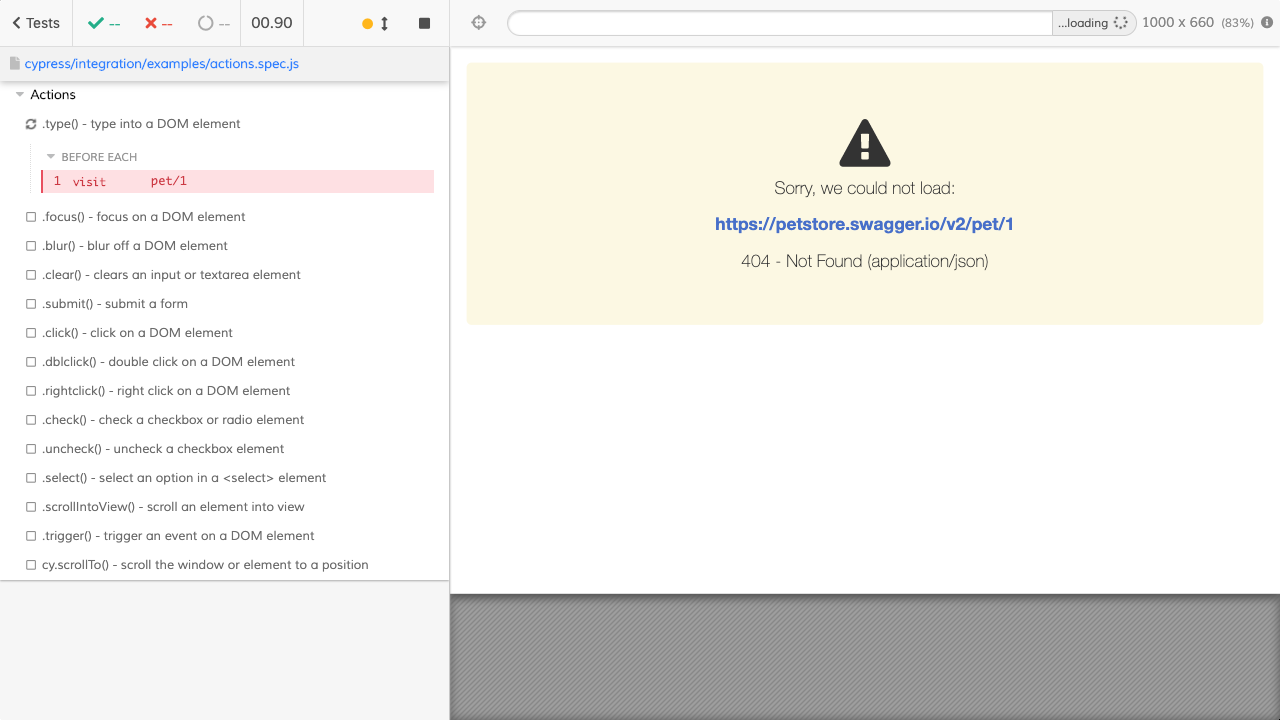 Tests
--
--
--
00.90
...loading
1000 x 660 (83%)
cypress/integration/examples/actions.spec.js
Actions
.type() - type into a DOM element
BEFORE EACH
1 visit pet/1
.focus() - focus on a DOM element
.blur() - blur off a DOM element
.clear() - clears an input or textarea element
.submit() - submit a form
.click() - click on a DOM element
.dblclick() - double click on a DOM element
.rightclick() - right click on a DOM element
.check() - check a checkbox or radio element
.uncheck() - uncheck a checkbox element
.select() - select an option in a <select> element
.scrollIntoView() - scroll an element into view
.trigger() - trigger an event on a DOM element
cy.scrollTo() - scroll the window or element to a position
Sorry, we could not load:
https://petstore.swagger.io/v2/pet/1
404 - Not Found (application/json)